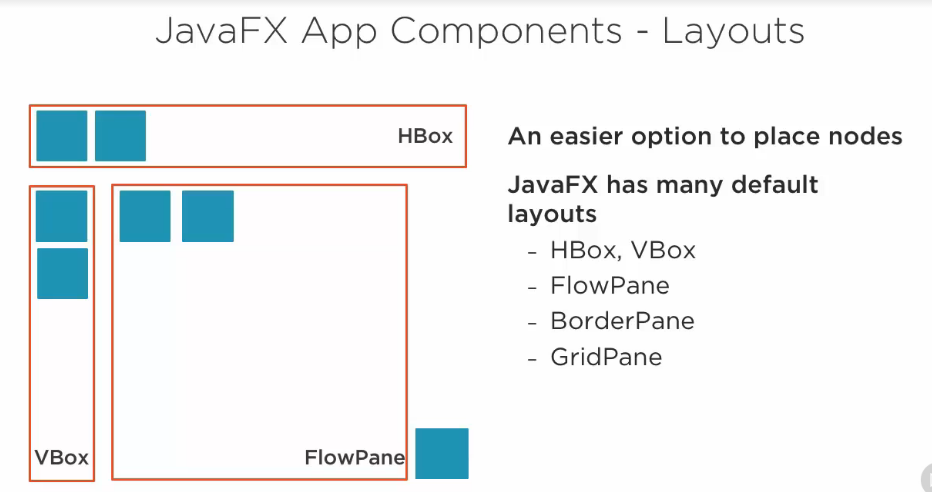 JavaFX App Components - Layouts
HBox
An easier option to place nodes
JavaFX has many default
layouts
- HBox, VBox
- FlowPane
- BorderPane
- GridPane
VBox
FlowPane